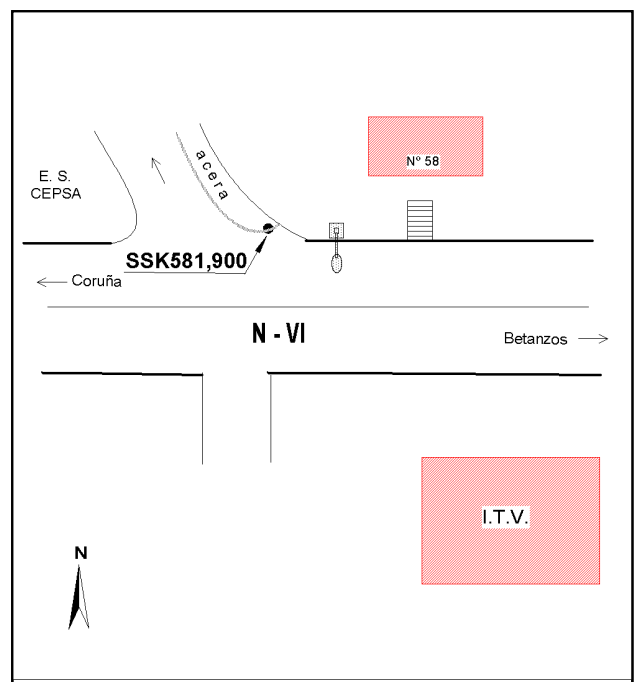 acera
Nº 58
E. S.
CEPSA
SSK581,900
Coruña
N - VI
Betanzos
I.T.V.
N